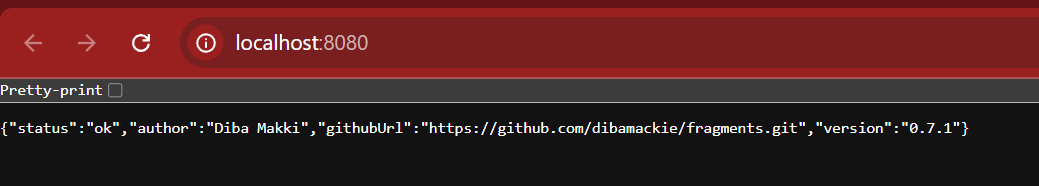 localhost:8080
Pretty-print
{"status":"ok","author":"Diba Makki","githubUrl":"https://github.com/dibamackie/fragments.git","version":"0.7.1"}